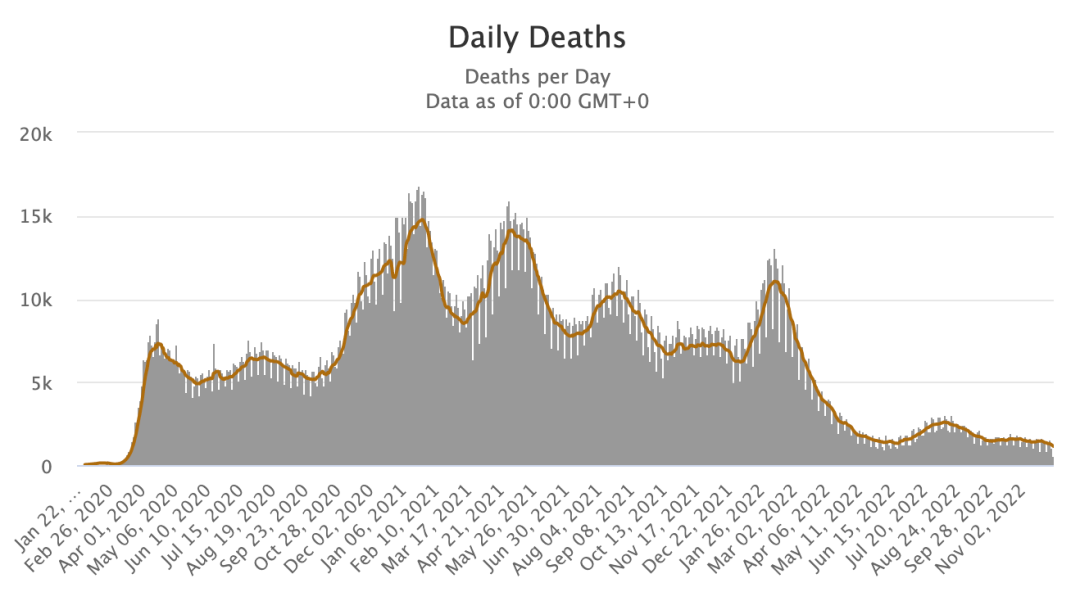 Daily Deaths
Deaths per Day
Data as of 0:00 GMT+0
20k
15k
10k
5k
0
Jan 22, ...
Feb 26, 2020
Apr 01, 2020
May 06, 2020
Jun 10, 2020
Jul 15, 2020
Aug 19, 2020
Sep 23, 2020
Oct 28, 2020
Dec 02, 2020
Jan 06, 2021
Feb 10, 2021
Mar 17, 2021
Apr 21, 2021
May 26, 2021
Jun 30, 2021
Aug 04, 2021
Sep 08, 2021
Oct 13, 2021
Nov 17, 2021
Dec 22, 2021
Jan 26, 2022
Mar 02, 2022
Apr 06, 2022
May 11, 2022
Jun 15, 2022
Jul 20, 2022
Aug 24, 2022
Sep 28, 2022
Nov 02, 2022